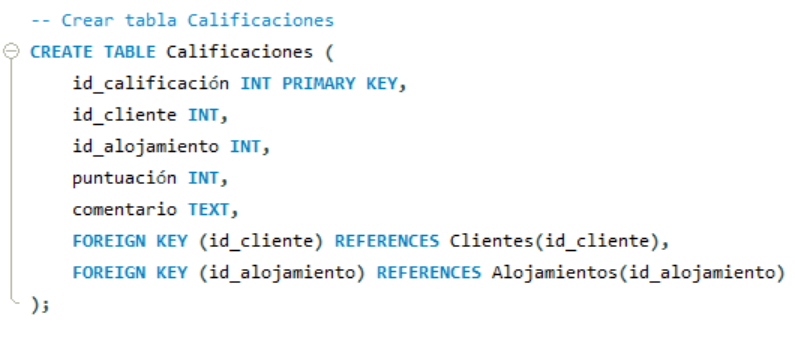 -- Crear tabla Calificaciones
CREATE TABLE Calificaciones (
id_calificación INT PRIMARY KEY,
id_cliente INT,
id_alojamiento INT,
puntuación INT,
comentario TEXT,
FOREIGN KEY (id_cliente) REFERENCES Clientes(id_cliente),
FOREIGN KEY (id_alojamiento) REFERENCES Alojamientos(id_alojamiento)
);